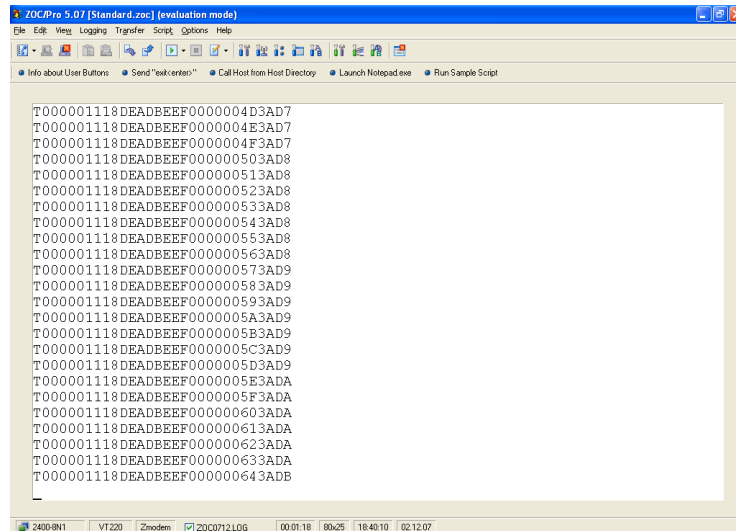 ZOC/Pro 5.07 [Standard.zoc] (evaluation mode)
File Edit View Logging Transfer Script Options Help
Info about User Buttons Send "exit<enter>" Call Host from Host Directory Launch Notepad.exe Run Sample Script
T000001118DEADBEEF0000004D3AD7
T000001118DEADBEEF0000004E3AD7
T000001118DEADBEEF0000004F3AD7
T000001118DEADBEEF000000503AD8
T000001118DEADBEEF000000513AD8
T000001118DEADBEEF000000523AD8
T000001118DEADBEEF000000533AD8
T000001118DEADBEEF000000543AD8
T000001118DEADBEEF000000553AD8
T000001118DEADBEEF000000563AD8
T000001118DEADBEEF000000573AD9
T000001118DEADBEEF000000583AD9
T000001118DEADBEEF000000593AD9
T000001118DEADBEEF0000005A3AD9
T000001118DEADBEEF0000005B3AD9
T000001118DEADBEEF0000005C3AD9
T000001118DEADBEEF0000005D3AD9
T000001118DEADBEEF0000005E3ADA
T000001118DEADBEEF0000005F3ADA
T000001118DEADBEEF000000603ADA
T000001118DEADBEEF000000613ADA
T000001118DEADBEEF000000623ADA
T000001118DEADBEEF000000633ADA
T000001118DEADBEEF000000643ADB
2400-8N1 VT220 Zmodem ZOC0712.LOG 00:01:18 80x25 18:40:10 02.12.07